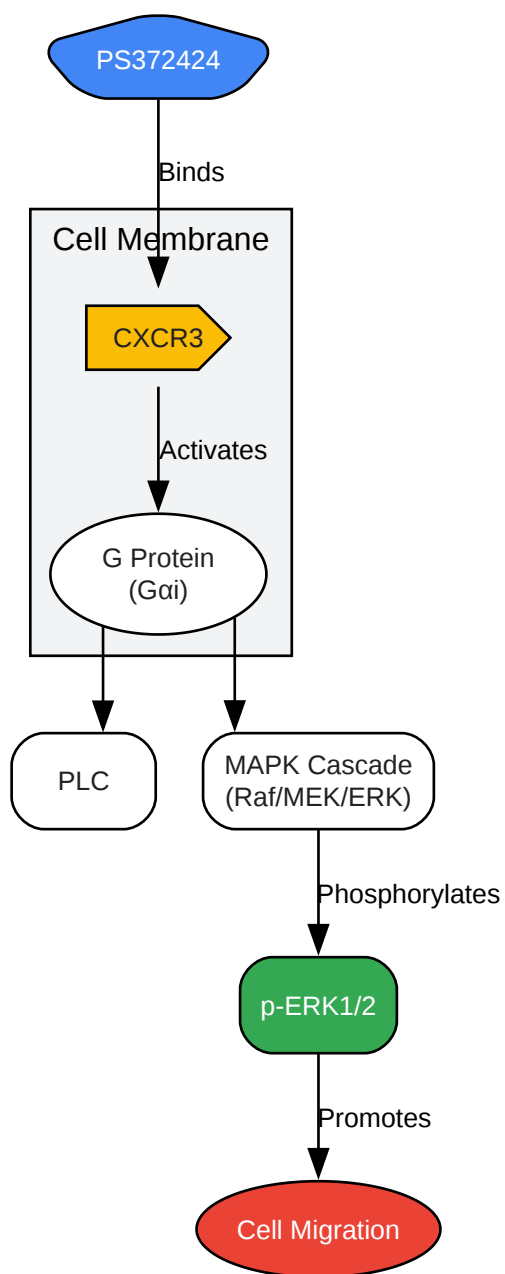 PS372424
Binds
Cell Membrane
CXCR3
Activates
G Protein
(Gαi)
PLC
MAPK Cascade
(Raf/MEK/ERK)
Phosphorylates
p-ERK1/2
Promotes
Cell Migration